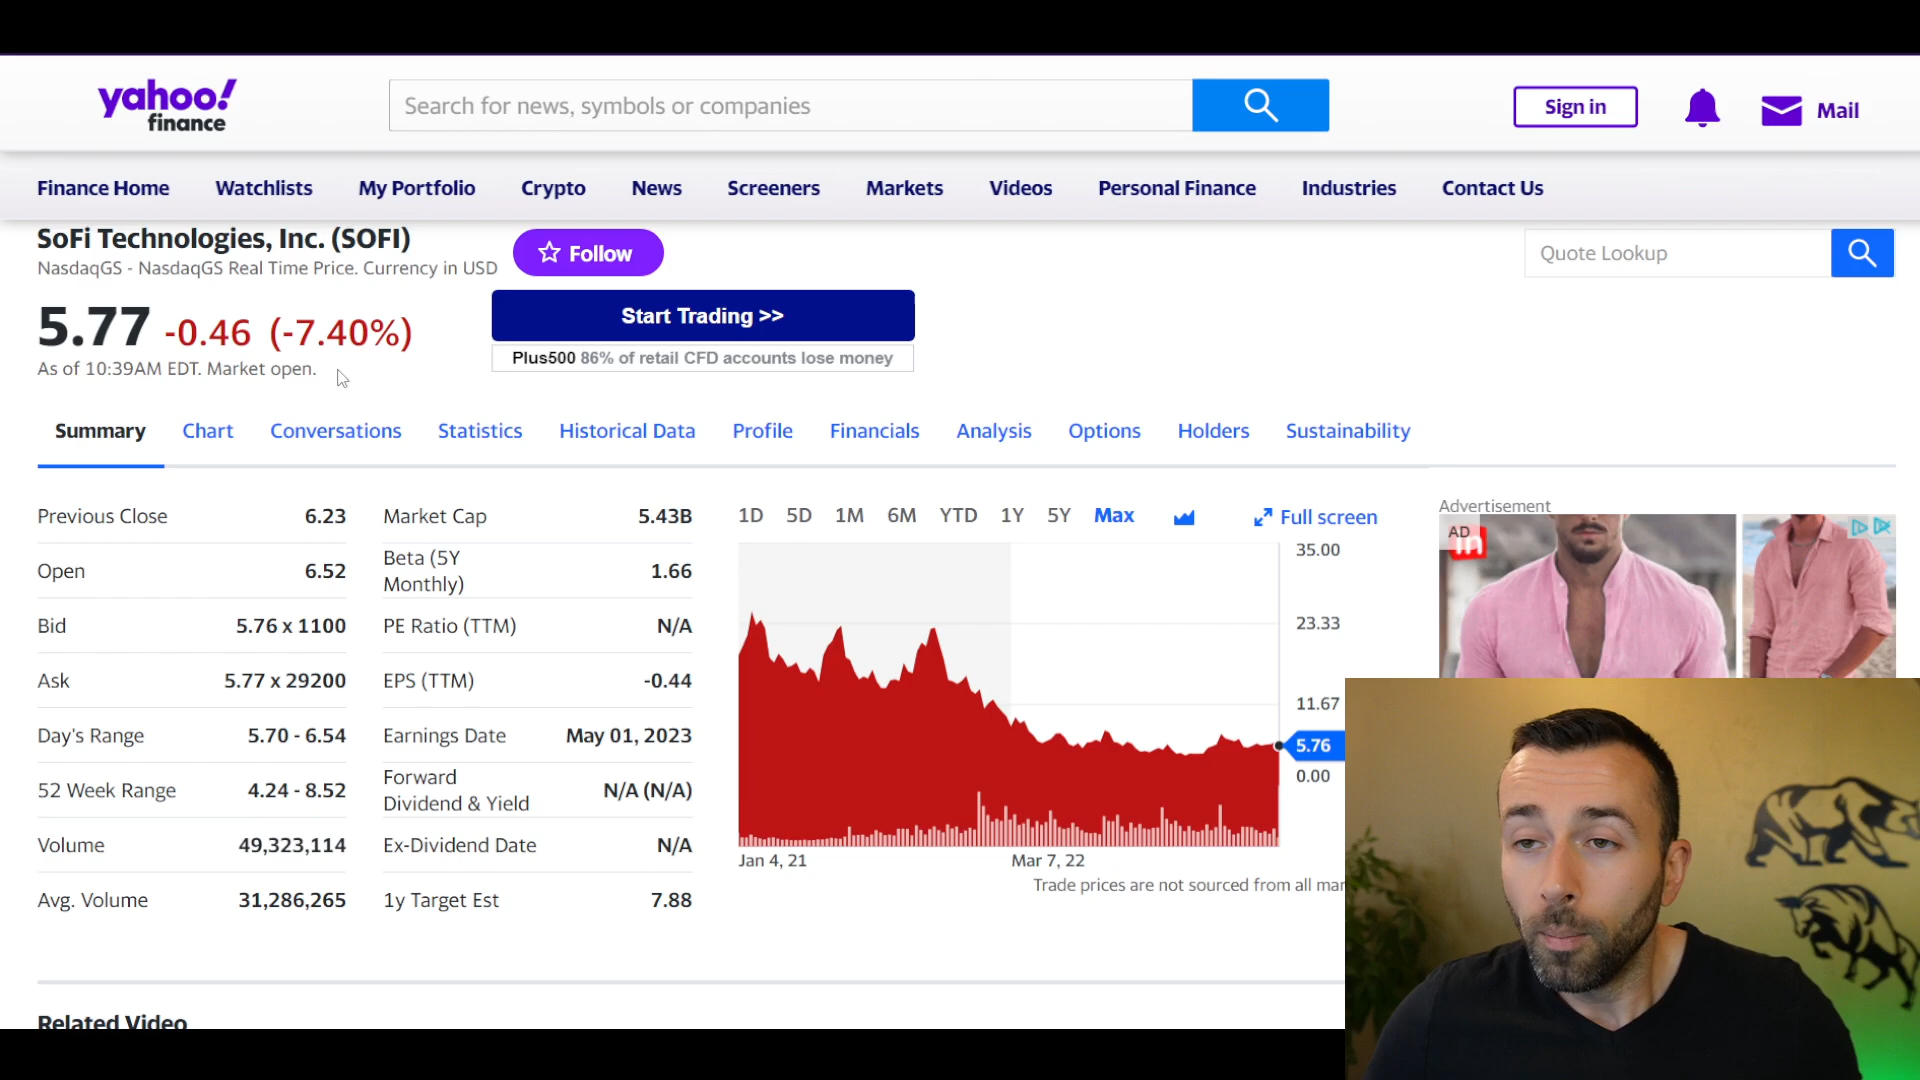 yahoo!
finance
Search for news, symbols or companies
Sign in
Mail
Finance Home Watchlists My Portfolio Crypto News Screeners Markets Videos Personal Finance Industries Contact Us
SoFi Technologies, Inc. (SOFI)
NasdaqGS - NasdaqGS Real Time Price. Currency in USD
Follow
Quote Lookup
5.77 -0.46 (-7.40%)
As of 10:39AM EDT. Market open.
Start Trading >>
Plus500 86% of retail CFD accounts lose money
Summary Chart Conversations Statistics Historical Data Profile Financials Analysis Options Holders Sustainability
Previous Close 6.23
Open 6.52
Bid 5.76 x 1100
Ask 5.77 x 29200
Day's Range 5.70 - 6.54
52 Week Range 4.24 - 8.52
Volume 49,323,114
Avg. Volume 31,286,265
Market Cap 5.43B
Beta (5Y
Monthly) 1.66
PE Ratio (TTM) N/A
EPS (TTM) -0.44
Earnings Date May 01, 2023
Forward
Dividend & Yield N/A (N/A)
Ex-Dividend Date N/A
1y Target Est 7.88
1D 5D 1M 6M YTD 1Y 5Y Max
Full screen
35.00
23.33
11.67
5.76
0.00
Jan 4, 21 Mar 7, 22
Trade prices are not sourced from all mar
Advertisement
AD
in
Related Video